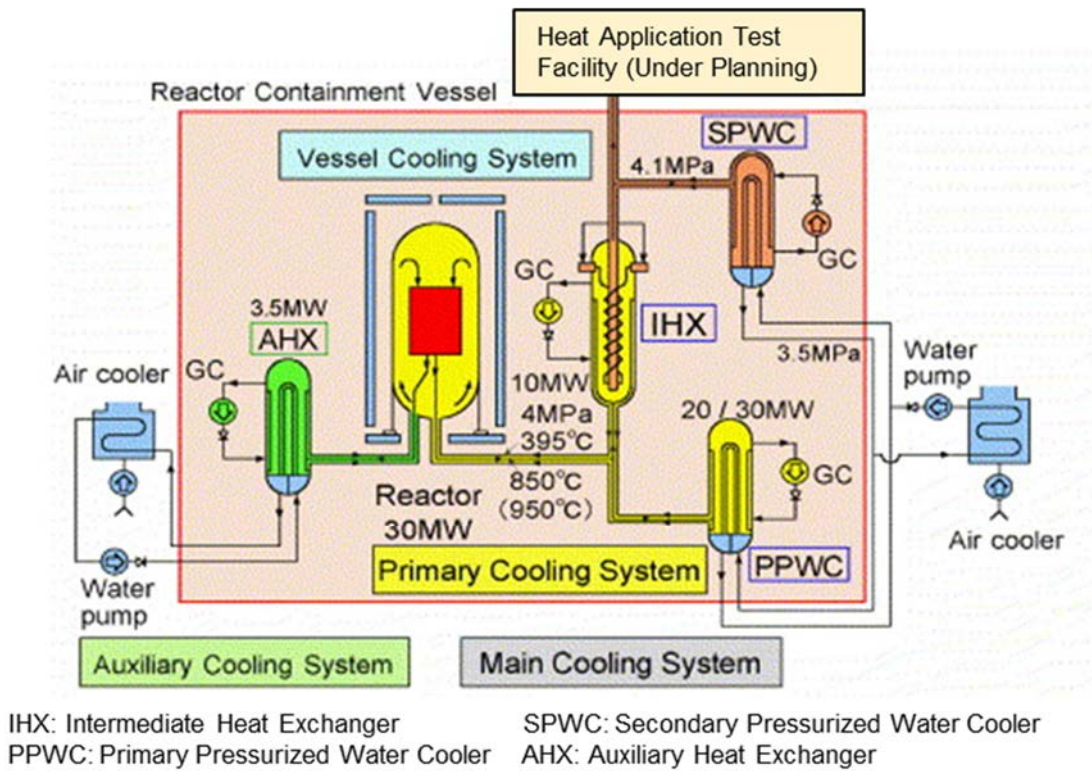 Heat Application Test
Facility (Under Planning)
Reactor Containment Vessel
SPWC
Vessel Cooling System
4.1MPa
GC
GC
3.5MW
AHX
IHX
3.5MPa
Water
pump
Air cooler
GC
10MW
4MPa
395℃
20 / 30MW
850℃
(950℃)
GC
Reactor
30MW
Air cooler
Primary Cooling System
PPWC
Water
pump
Auxiliary Cooling System
Main Cooling System
IHX: Intermediate Heat Exchanger
SPWC: Secondary Pressurized Water Cooler
PPWC: Primary Pressurized Water Cooler
AHX: Auxiliary Heat Exchanger